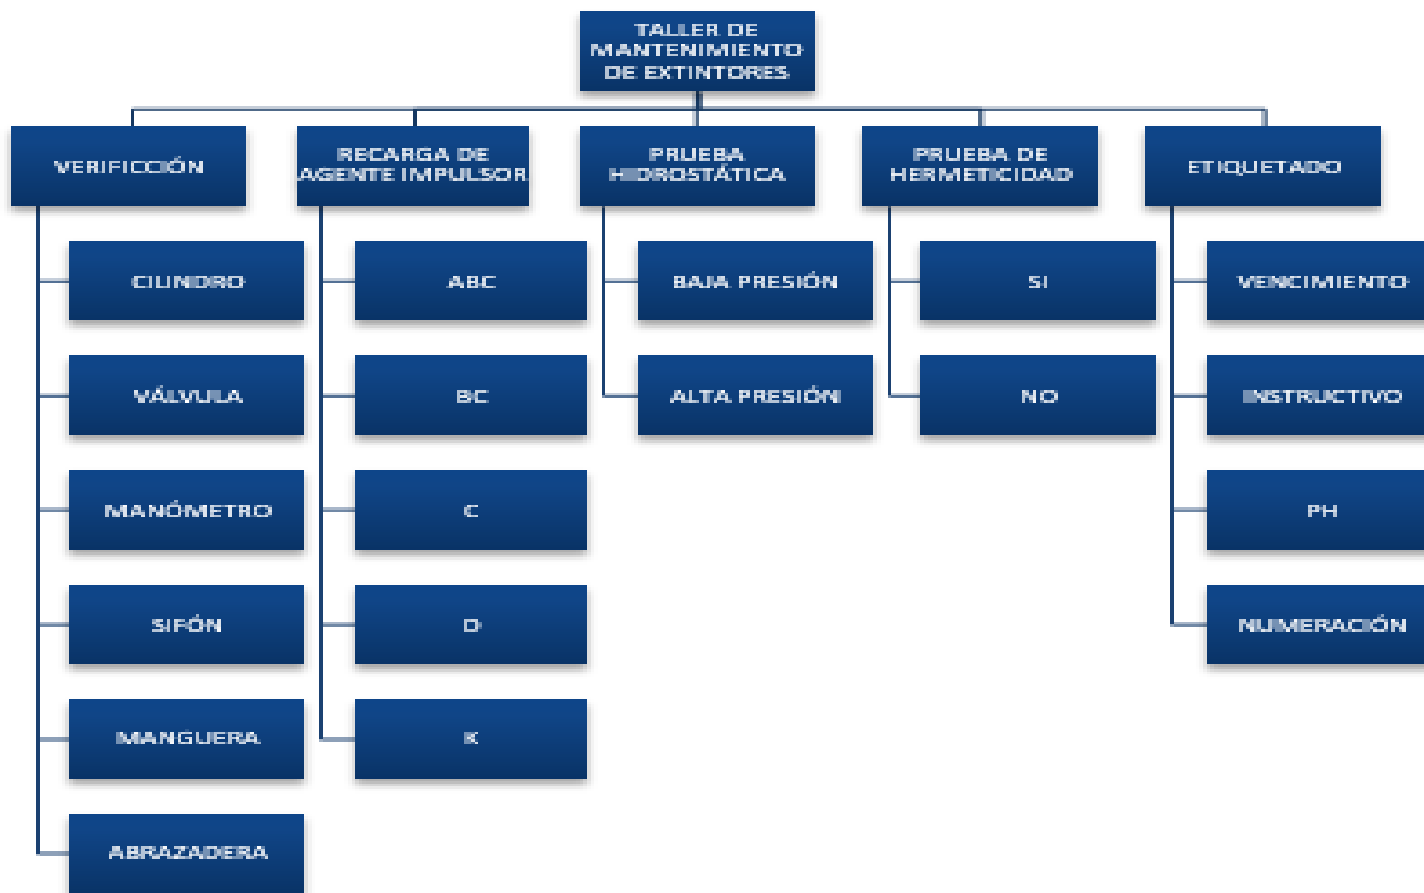 TALLER DE
MANTENIMIENTO
DE EXTINTORES
VERIFICCIÓN
RECARGA DE
AGENTE IMPULSOR
PRUEBA
HIDROSTÁTICA
PRUEBA DE
HERMETICIDAD
ETIQUETADO
CILINDRO
VÁLVULA
MANÓMETRO
SIFÓN
MANGUERA
ABRAZADERA
ABC
BC
C
D
K
BAJA PRESIÓN
ALTA PRESIÓN
SI
NO
VENCIMIENTO
INSTRUCTIVO
PH
NUMERACIÓN